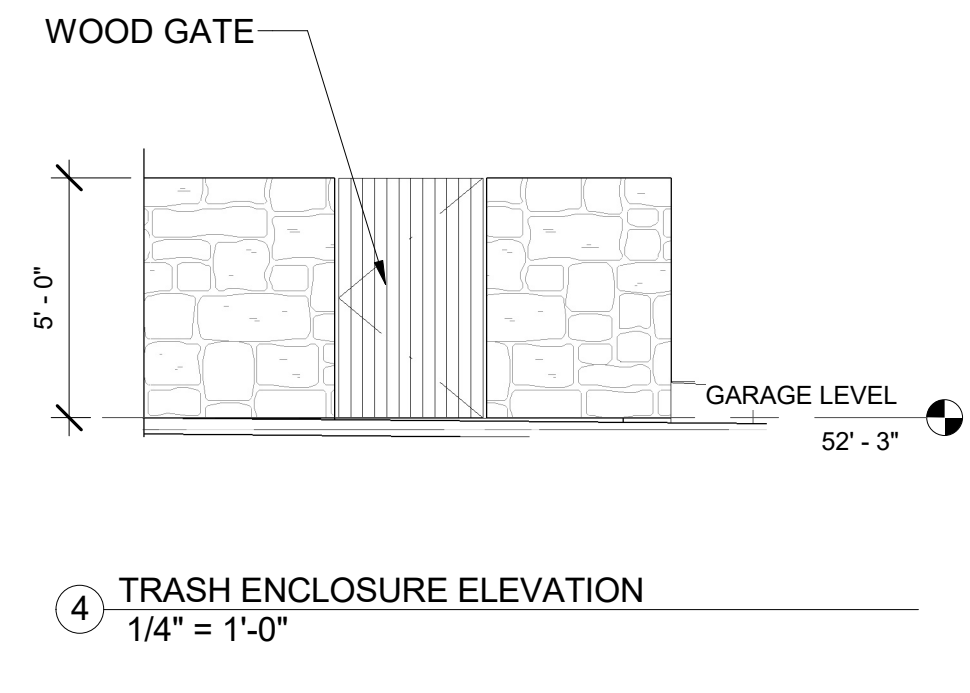 WOOD GATE
5' - 0"
GARAGE LEVEL
52' - 3"
4
TRASH ENCLOSURE ELEVATION
1/4" = 1'-0"